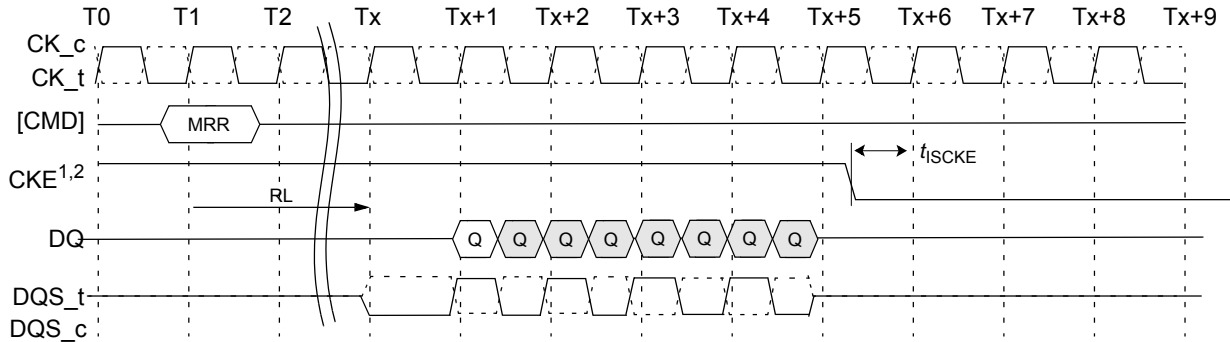 T0 T1 T2 Tx Tx+1 Tx+2 Tx+3 Tx+4 Tx+5 Tx+6 Tx+7 Tx+8 Tx+9
CK_c
CK_t
[CMD] MRR
CKE1,2 tISCKE
RL
DQ Q Q Q Q Q Q Q Q
DQS_t
DQS_c